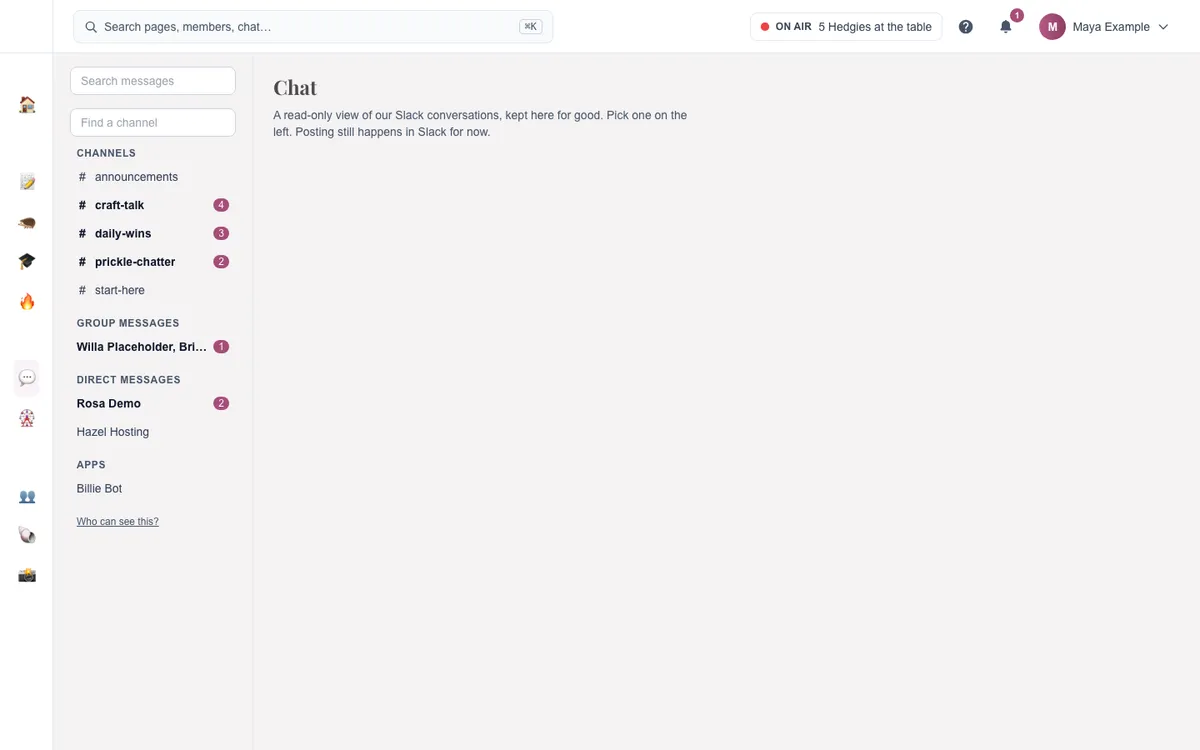 Search pages, members, chat…
⌘K
ON AIR 5 Hedgies at the table
1
M
Maya Example
Search messages
Find a channel
CHANNELS
# announcements
# craft-talk 4
# daily-wins 3
# prickle-chatter 2
# start-here
GROUP MESSAGES
Willa Placeholder, Bri… 1
DIRECT MESSAGES
Rosa Demo 2
Hazel Hosting
APPS
Billie Bot
Who can see this?
Chat
A read-only view of our Slack conversations, kept here for good. Pick one on the
left. Posting still happens in Slack for now.